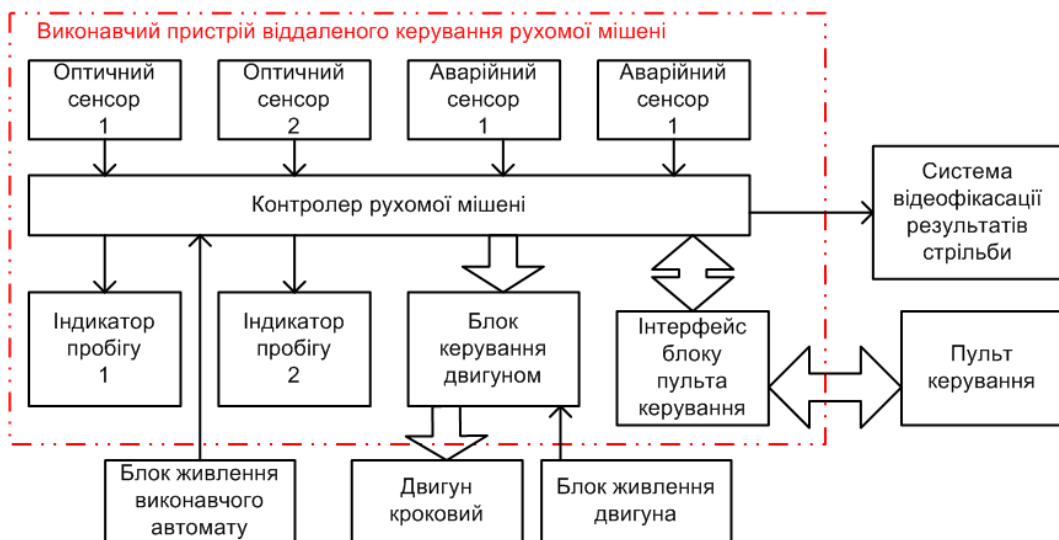 Виконавчий пристрій віддаленого керування рухомої мішені
Оптичний
сенсор
1
Оптичний
сенсор
2
Аварійний
сенсор
1
Аварійний
сенсор
1
Контролер рухомої мішені
Система
відеофікасації
результатів
стрільби
Індикатор
пробігу
1
Індикатор
пробігу
2
Блок
керування
двигуном
Інтерфейс
блоку
пульта
керування
Пульт
керування
Блок живлення
виконавчого
автомату
Двигун
кроковий
Блок живлення
двигуна